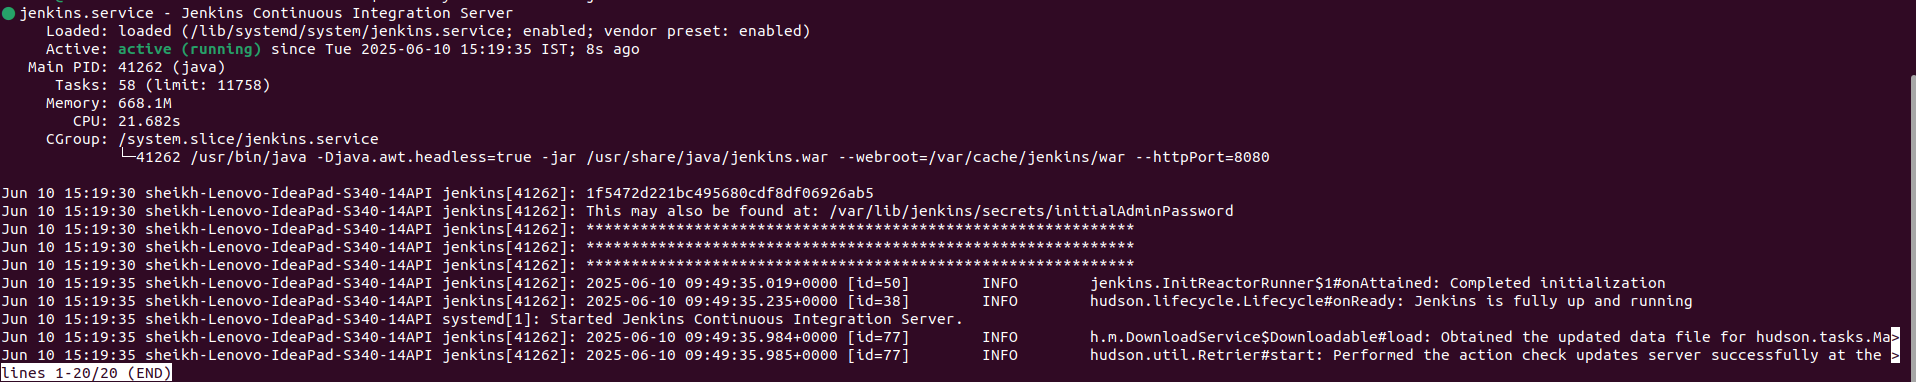 jenkins.service - Jenkins Continuous Integration Server
Loaded: loaded (/lib/systemd/system/jenkins.service; enabled; vendor preset: enabled)
Active: active (running) since Tue 2025-06-10 15:19:35 IST; 8s ago
Main PID: 41262 (java)
Tasks: 58 (limit: 11758)
Memory: 668.1M
CPU: 21.682s
CGroup: /system.slice/jenkins.service
└─41262 /usr/bin/java -Djava.awt.headless=true -jar /usr/share/java/jenkins.war --webroot=/var/cache/jenkins/war --httpPort=8080
Jun 10 15:19:30 sheikh-Lenovo-IdeaPad-S340-14API jenkins[41262]: 1f5472d221bc495680cdf8df06926ab5
Jun 10 15:19:30 sheikh-Lenovo-IdeaPad-S340-14API jenkins[41262]: This may also be found at: /var/lib/jenkins/secrets/initialAdminPassword
Jun 10 15:19:30 sheikh-Lenovo-IdeaPad-S340-14API jenkins[41262]: *************************************************************
Jun 10 15:19:30 sheikh-Lenovo-IdeaPad-S340-14API jenkins[41262]: *************************************************************
Jun 10 15:19:30 sheikh-Lenovo-IdeaPad-S340-14API jenkins[41262]: *************************************************************
Jun 10 15:19:35 sheikh-Lenovo-IdeaPad-S340-14API jenkins[41262]: 2025-06-10 09:49:35.019+0000 [id=50] INFO jenkins.InitReactorRunner$1#onAttained: Completed initialization
Jun 10 15:19:35 sheikh-Lenovo-IdeaPad-S340-14API jenkins[41262]: 2025-06-10 09:49:35.235+0000 [id=38] INFO hudson.lifecycle.Lifecycle#onReady: Jenkins is fully up and running
Jun 10 15:19:35 sheikh-Lenovo-IdeaPad-S340-14API systemd[1]: Started Jenkins Continuous Integration Server.
Jun 10 15:19:35 sheikh-Lenovo-IdeaPad-S340-14API jenkins[41262]: 2025-06-10 09:49:35.984+0000 [id=77] INFO h.m.DownloadService$Downloadable#load: Obtained the updated data file for hudson.tasks.Ma>
Jun 10 15:19:35 sheikh-Lenovo-IdeaPad-S340-14API jenkins[41262]: 2025-06-10 09:49:35.985+0000 [id=77] INFO hudson.util.Retrier#start: Performed the action check updates server successfully at the >
lines 1-20/20 (END)